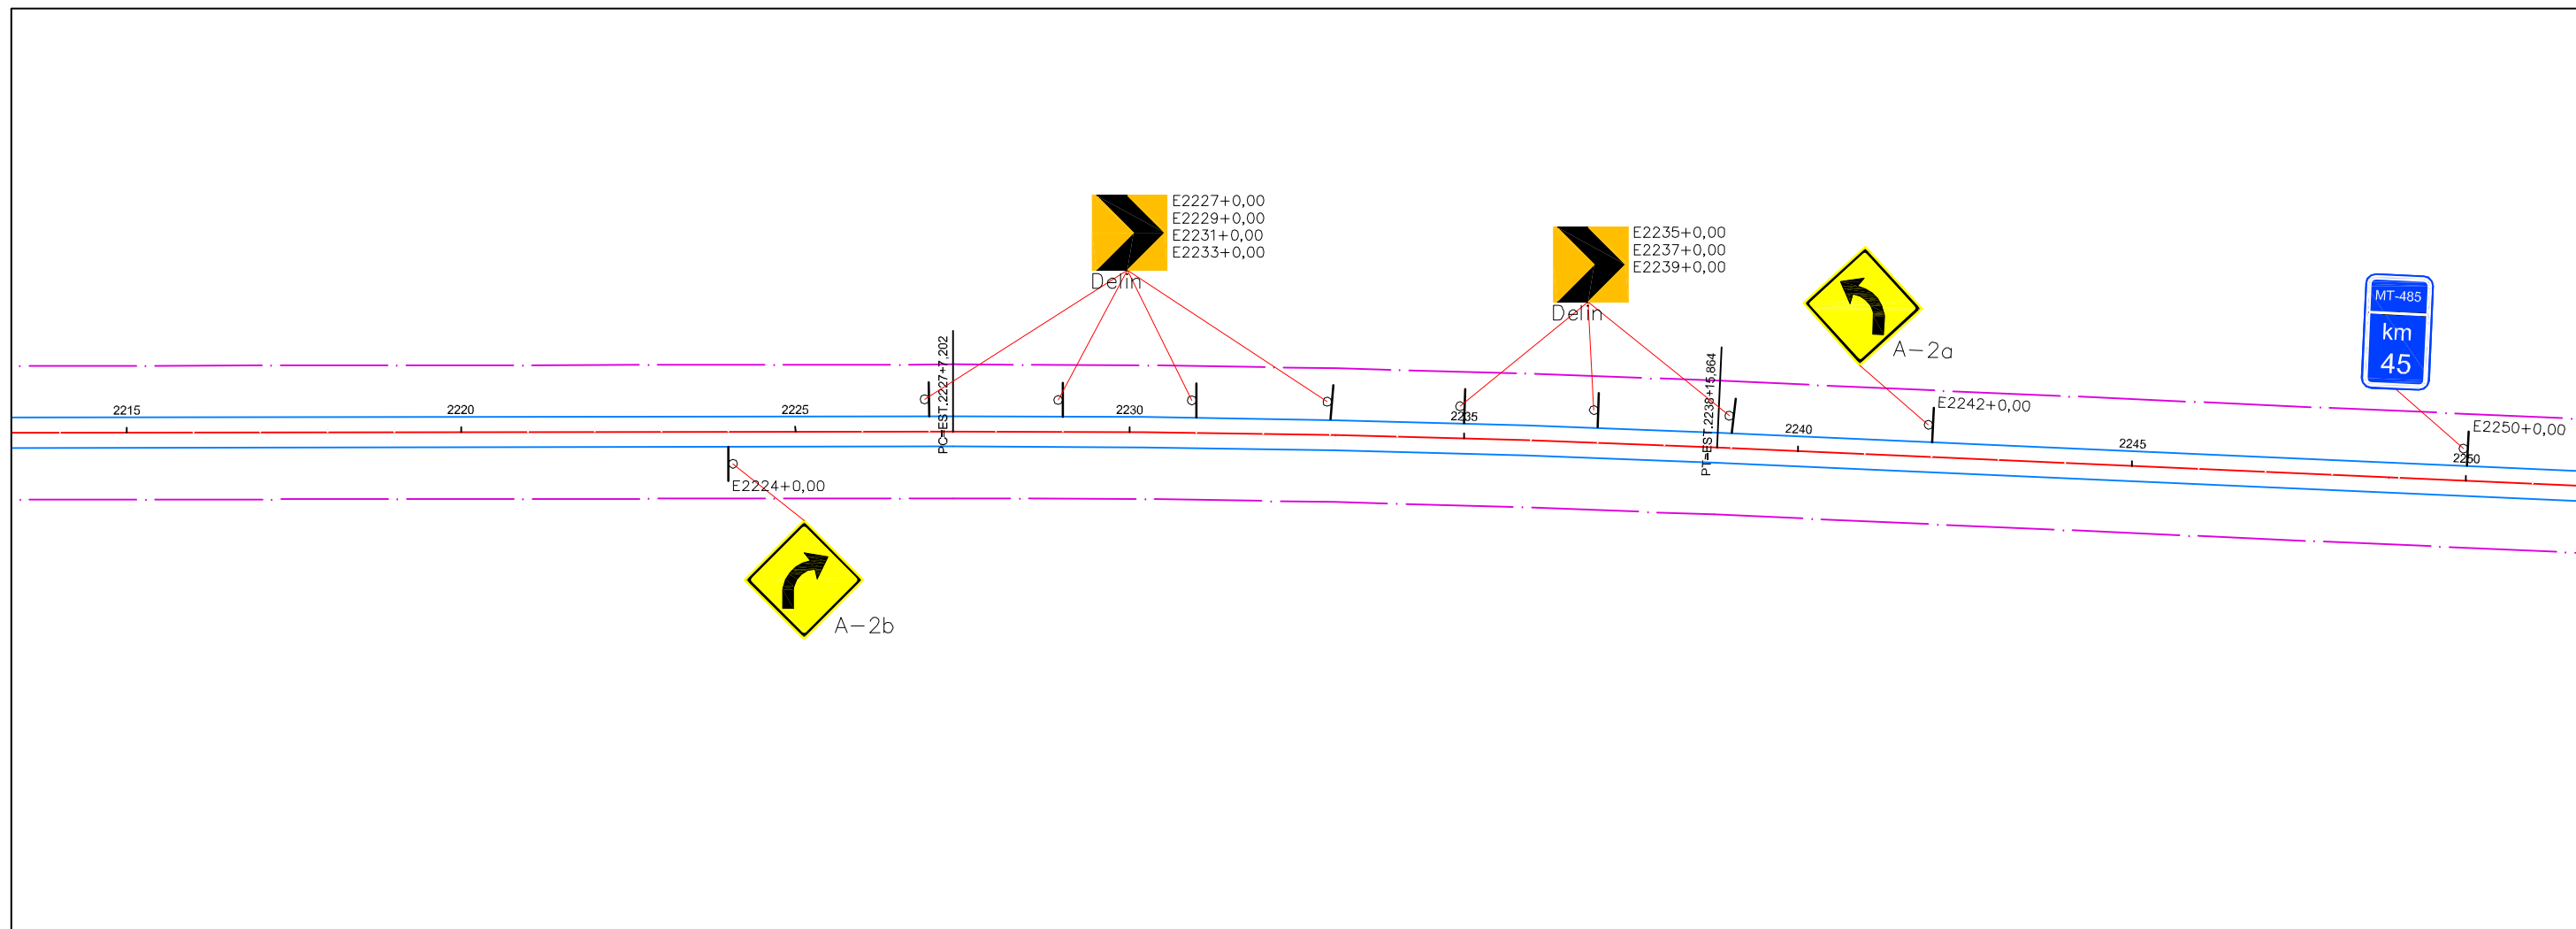 E2227+0,00
E2229+0,00
E2231+0,00
E2233+0,00
Delin
E2235+0,00
E2237+0,00
E2239+0,00
Delin
A-2a
MT-485
km
45
PC=EST.2227+7,202
PT=EST.2238+15,864
2215
2220
2225
2230
2235
2240
2245
2250
E2242+0,00
E2250+0,00
E2224+0,00
A-2b